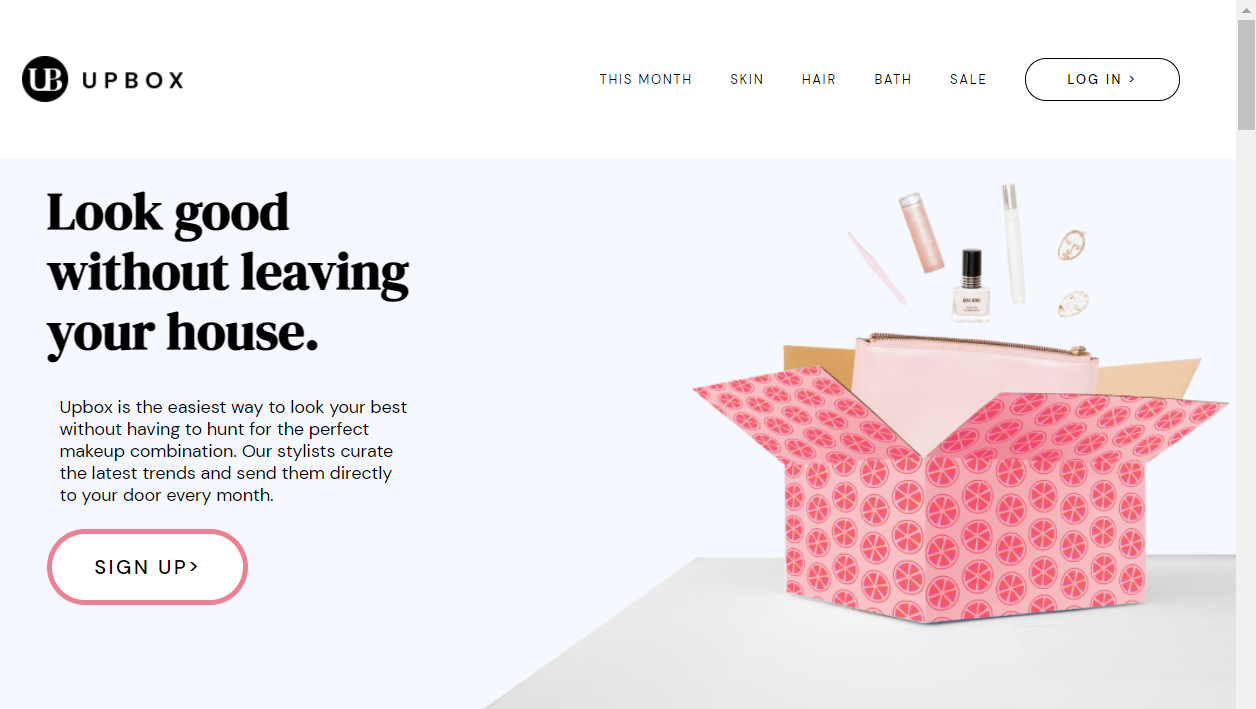 UB UPBOX
THIS MONTH SKIN HAIR BATH SALE LOG IN >
Look good
without leaving
your house.
Upbox is the easiest way to look your best
without having to hunt for the perfect
makeup combination. Our stylists curate
the latest trends and send them directly
to your door every month.
SIGN UP>